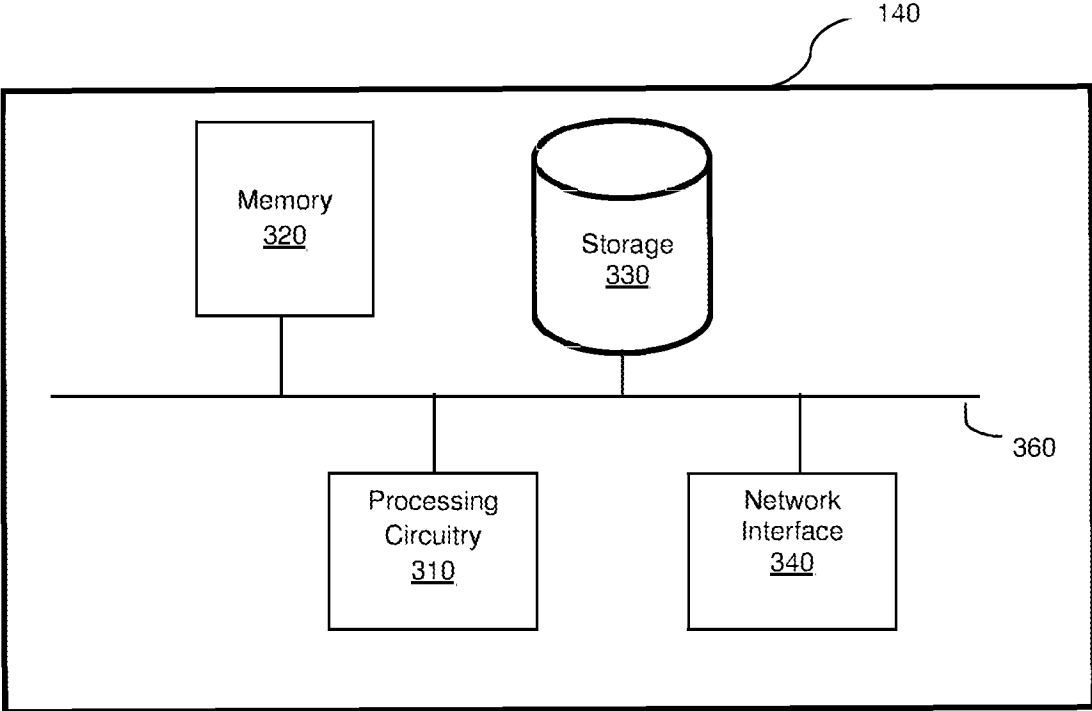 140
Memory
320
Storage
330
360
Processing
Circuitry
310
Network
Interface
340